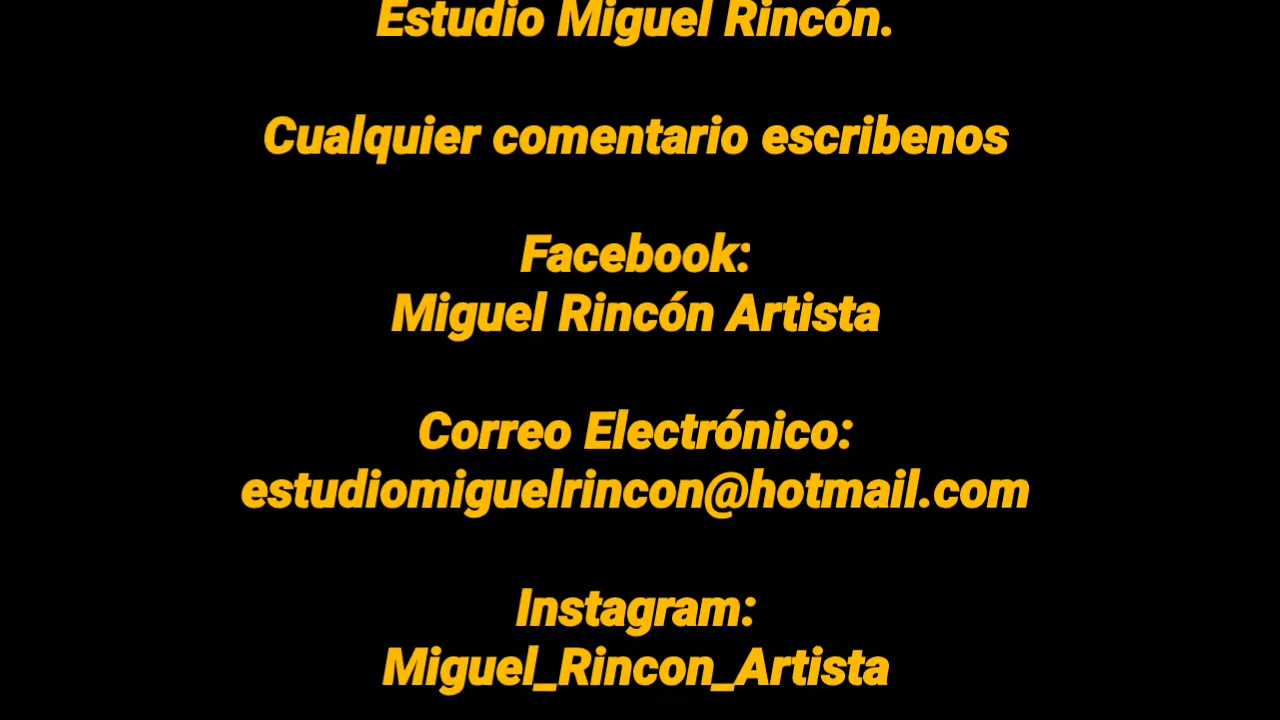 Estudio Miguel Rincón.
Cualquier comentario escribenos
Facebook:
Miguel Rincón Artista
Correo Electrónico:
estudiomiguelrincon@hotmail.com
Instagram:
Miguel_Rincon_Artista